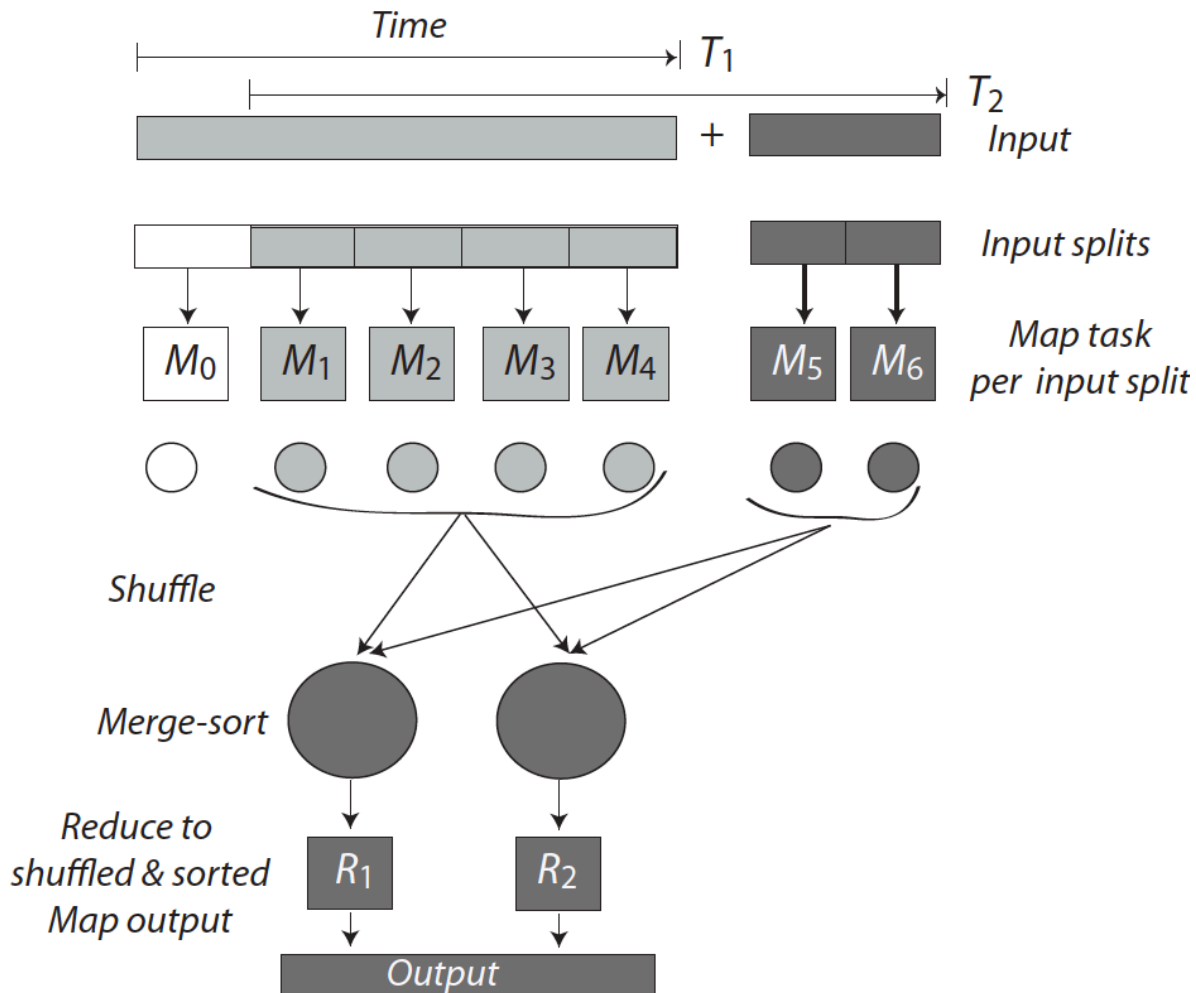 Time
T1
T2
+
Input
Input splits
M0 M1 M2 M3 M4 M5 M6
Map task
per input split
Shuffle
Merge-sort
Reduce to
shuffled & sorted
Map output
R1 R2
Output